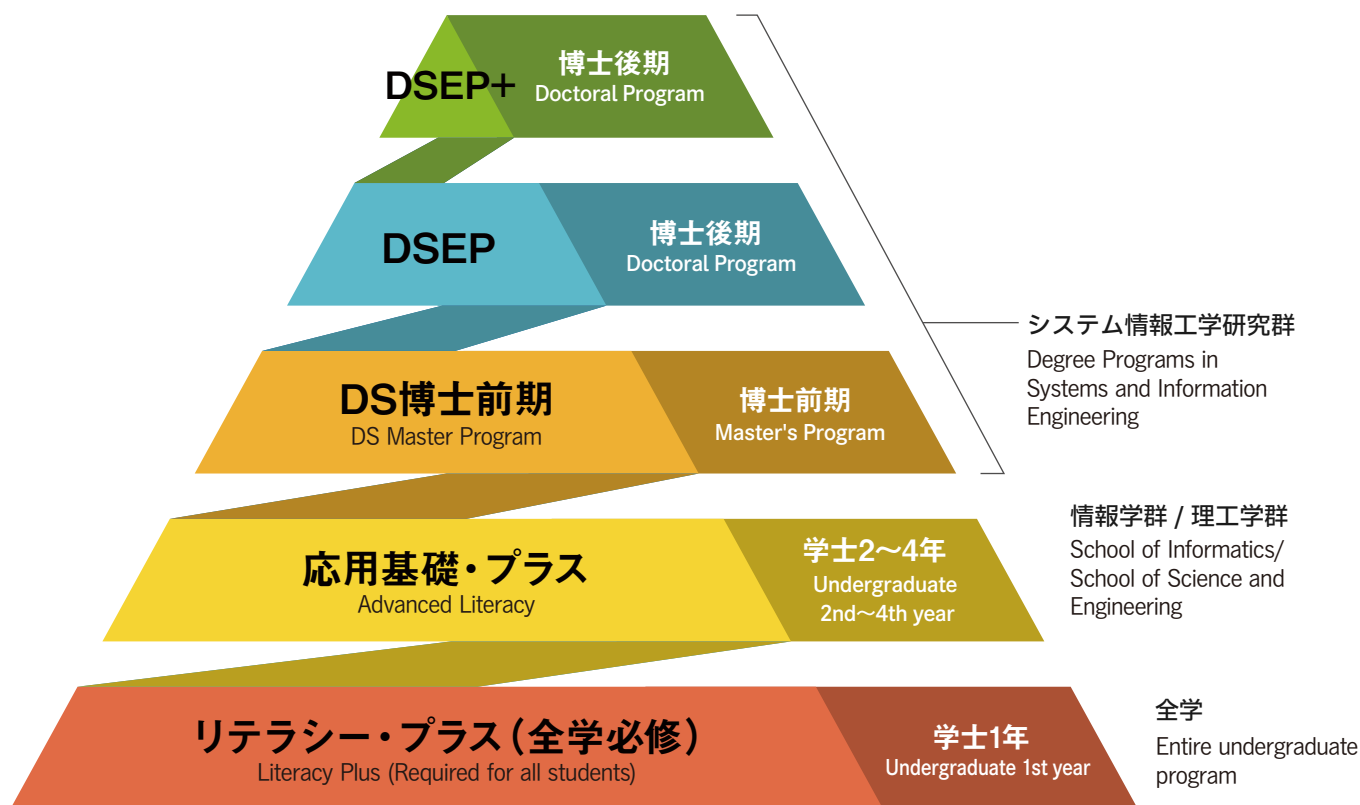 DSEP+
博士後期
Doctoral Program
DSEP
博士後期
Doctoral Program
システム情報工学研究群
Degree Programs in
Systems and Information
Engineering
DS博士前期
DS Master Program
博士前期
Master's Program
応用基礎・プラス
Advanced Literacy
学士2〜4年
Undergraduate
2nd〜4th year
情報学群 / 理工学群
School of Informatics/
School of Science and
Engineering
リテラシー・プラス（全学必修）
Literacy Plus (Required for all students)
学士1年
Undergraduate 1st year
全学
Entire undergraduate
program